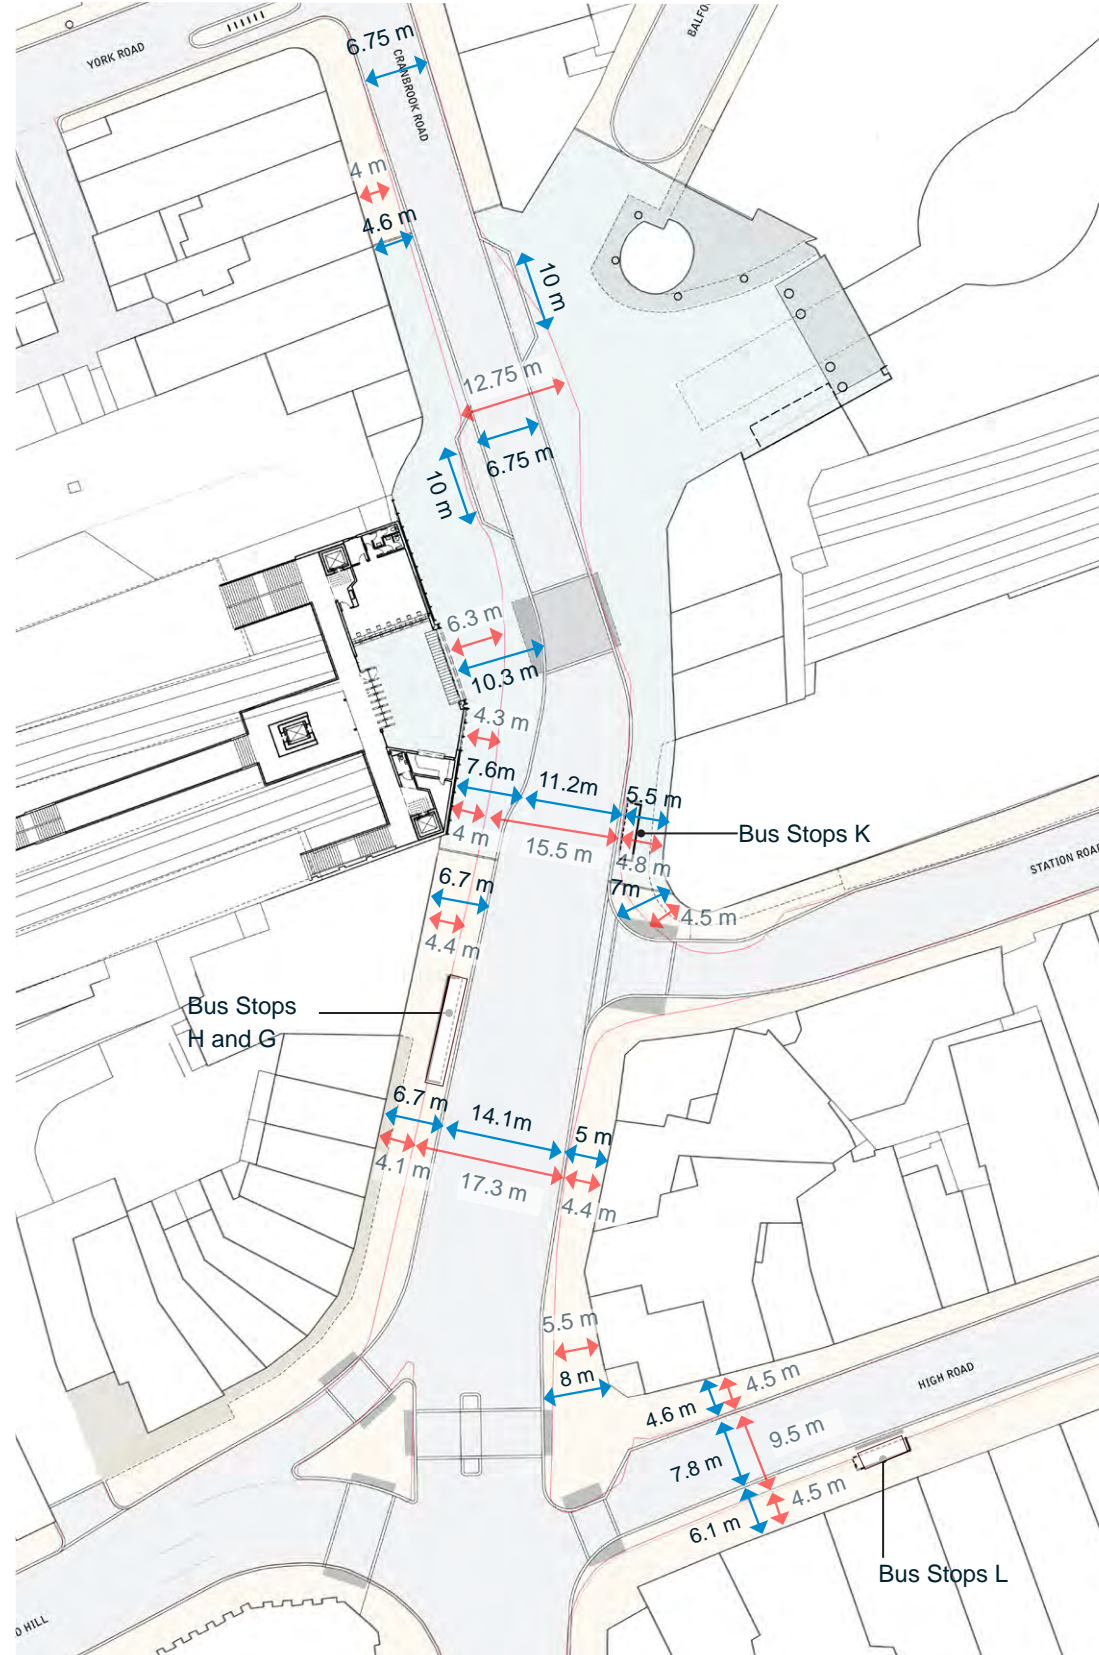 YORK ROAD
6.75 m
CRANBROOK ROAD
4 m
4.6 m
10 m
12.75 m
6.75 m
10 m
6.3 m
10.3 m
4.3 m
7.6m
11.2m
5.5 m
4 m
15.5 m
4.8 m
Bus Stops K
STATION ROAD
6.7 m
7m
4.5 m
4.4 m
Bus Stops
H and G
6.7 m
14.1m
5 m
4.1 m
17.3 m
4.4 m
5.5 m
8 m
4.5 m
4.6 m
HIGH ROAD
9.5 m
7.8 m
4.5 m
6.1 m
Bus Stops L
HILL